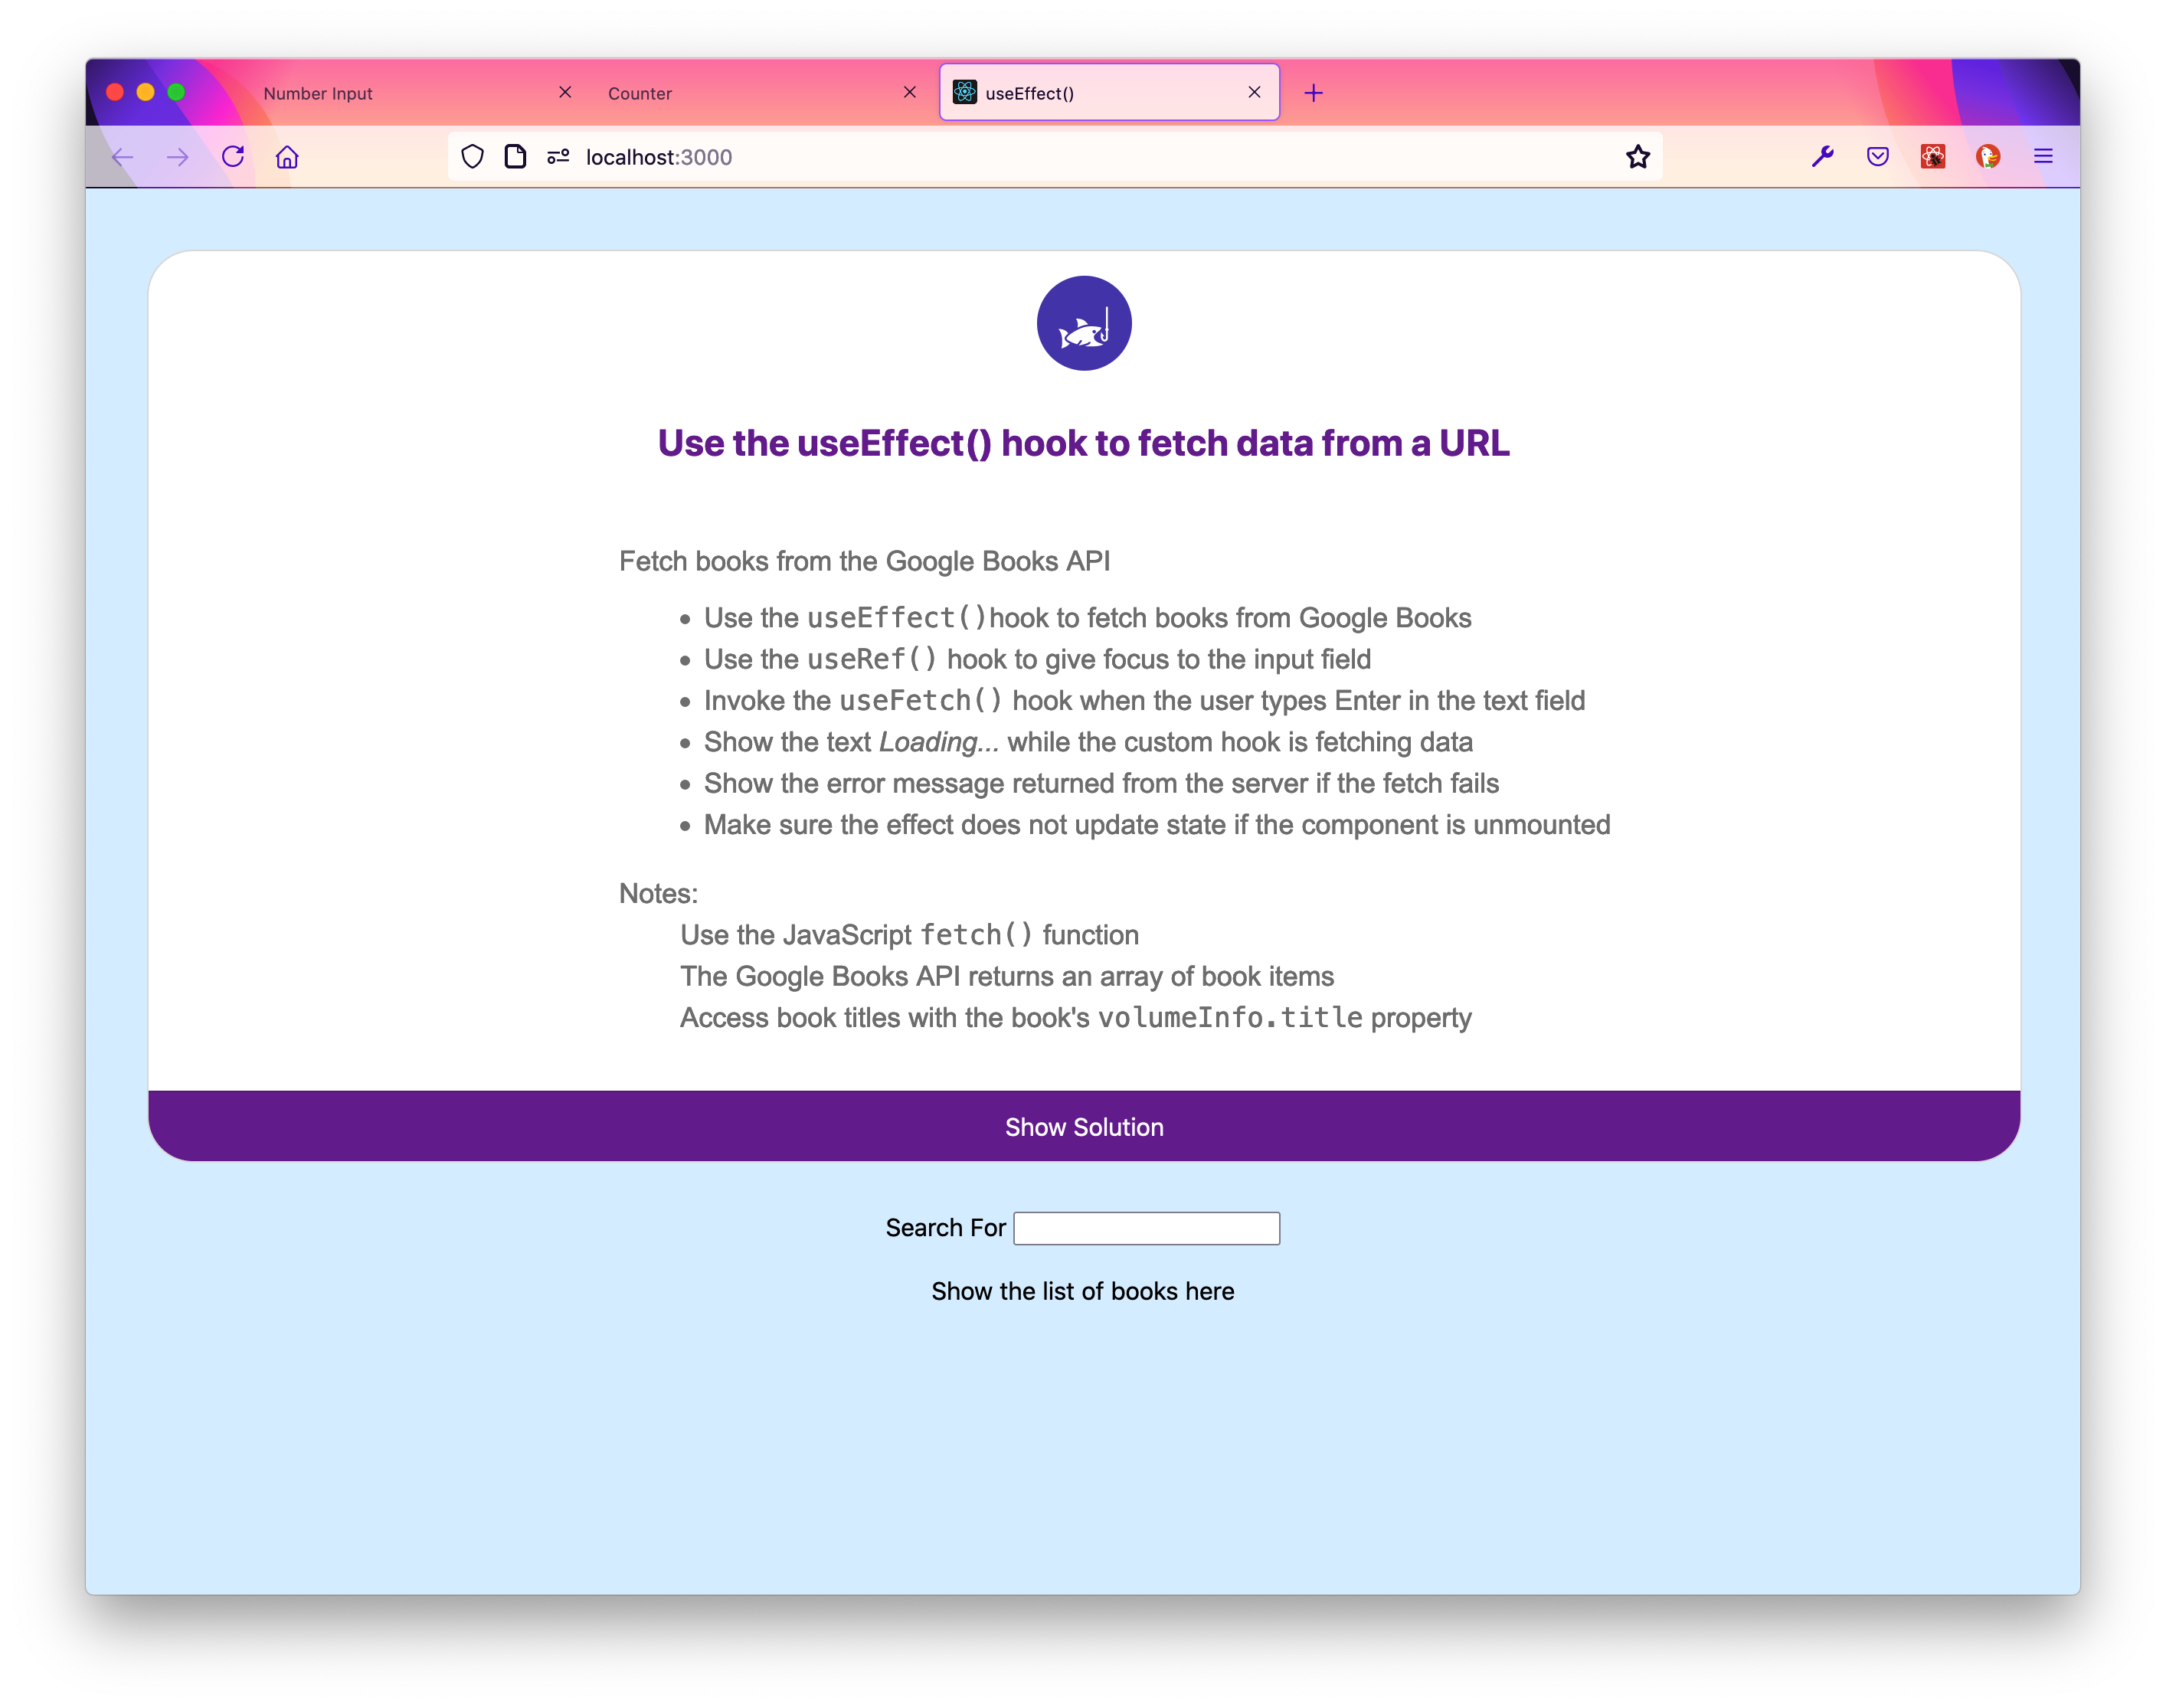 Number Input
Counter
useEffect()
localhost:3000
Use the useEffect() hook to fetch data from a URL
Fetch books from the Google Books API
• Use the useEffect()hook to fetch books from Google Books
• Use the useRef() hook to give focus to the input field
• Invoke the useFetch() hook when the user types Enter in the text field
• Show the text Loading... while the custom hook is fetching data
• Show the error message returned from the server if the fetch fails
• Make sure the effect does not update state if the component is unmounted
Notes:
Use the JavaScript fetch() function
The Google Books API returns an array of book items
Access book titles with the book's volumeInfo.title property
Show Solution
Search For
Show the list of books here